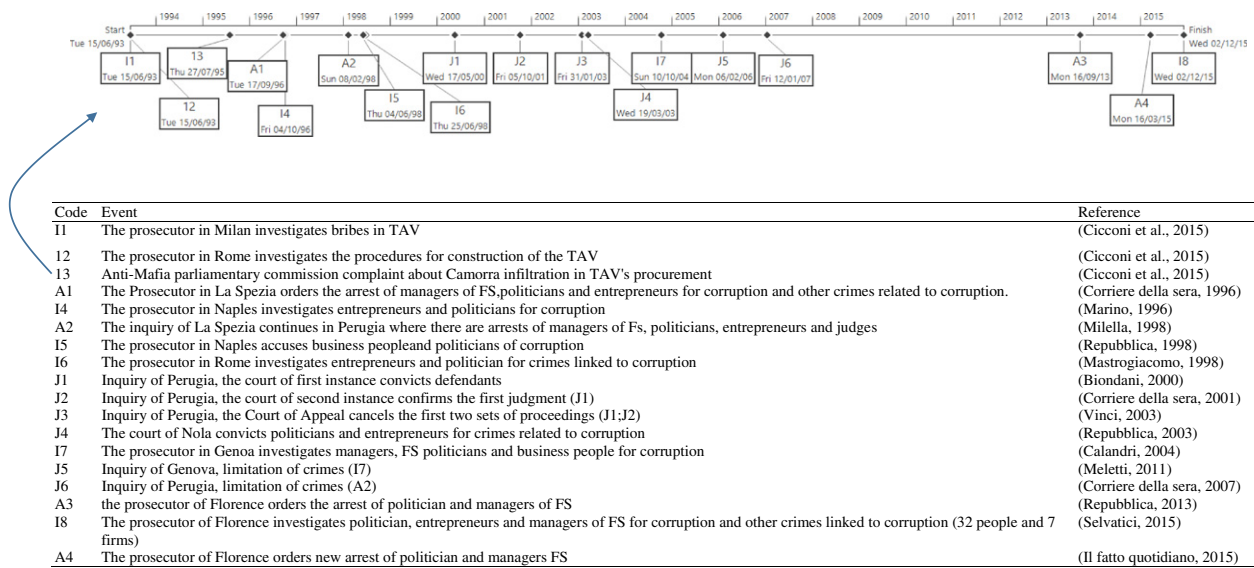 1994 1995 1996 1997 1998 1999 2000 2001 2002 2003 2004 2005 2006 2007 2008 2009 2010 2011 2012 2013 2014 2015
Start
Tue 15/06/93
Finish
Wed 02/12/15
I1
Tue 15/06/93
13
Thu 27/07/95
A1
Tue 17/09/96
A2
Sun 08/02/98
J1
Wed 17/05/00
J2
Fri 05/10/01
J3
Fri 31/01/03
I7
Sun 10/10/04
J5
Mon 06/02/06
J6
Fri 12/01/07
A3
Mon 16/09/13
I8
Wed 02/12/15
12
Tue 15/06/93
I4
Fri 04/10/96
I5
Thu 04/06/98
I6
Thu 25/06/98
J4
Wed 19/03/03
A4
Mon 16/03/15
Code Event Reference
I1 The prosecutor in Milan investigates bribes in TAV (Cicconi et al., 2015)
12 The prosecutor in Rome investigates the procedures for construction of the TAV (Cicconi et al., 2015)
13 Anti-Mafia parliamentary commission complaint about Camorra infiltration in TAV's procurement (Cicconi et al., 2015)
A1 The Prosecutor in La Spezia orders the arrest of managers of FS,politicians and entrepreneurs for corruption and other crimes related to corruption. (Corriere della sera, 1996)
I4 The prosecutor in Naples investigates entrepreneurs and politicians for corruption (Marino, 1996)
A2 The inquiry of La Spezia continues in Perugia where there are arrests of managers of Fs, politicians, entrepreneurs and judges (Milella, 1998)
I5 The prosecutor in Naples accuses business peopleand politicians of corruption (Repubblica, 1998)
I6 The prosecutor in Rome investigates entrepreneurs and politician for crimes linked to corruption (Mastrogiacomo, 1998)
J1 Inquiry of Perugia, the court of first instance convicts defendants (Biondani, 2000)
J2 Inquiry of Perugia, the court of second instance confirms the first judgment (J1) (Corriere della sera, 2001)
J3 Inquiry of Perugia, the Court of Appeal cancels the first two sets of proceedings (J1;J2) (Vinci, 2003)
J4 The court of Nola convicts politicians and entrepreneurs for crimes related to corruption (Repubblica, 2003)
I7 The prosecutor in Genoa investigates managers, FS politicians and business people for corruption (Calandri, 2004)
J5 Inquiry of Genova, limitation of crimes (I7) (Meletti, 2011)
J6 Inquiry of Perugia, limitation of crimes (A2) (Corriere della sera, 2007)
A3 the prosecutor of Florence orders the arrest of politician and managers of FS (Repubblica, 2013)
I8 The prosecutor of Florence investigates politician, entrepreneurs and managers of FS for corruption and other crimes linked to corruption (32 people and 7 (Selvatici, 2015)
firms)
A4 The prosecutor of Florence orders new arrest of politician and managers FS (Il fatto quotidiano, 2015)